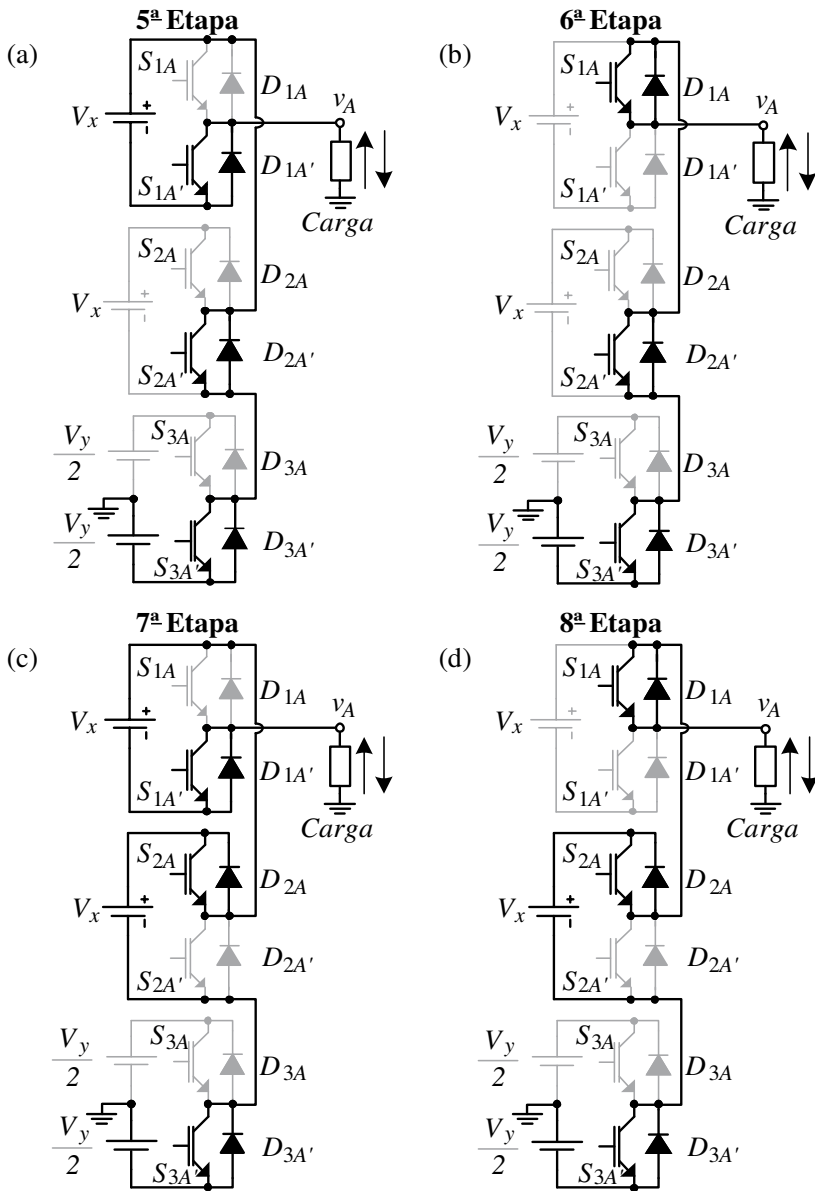 5ª Etapa
(a)
S1A
D1A
Vx
+
vA
S1A'
D1A'
Carga
S2A
D2A
Vx
+
S2A'
D2A'
Vy
2
S3A
D3A
Vy
2
S3A'
D3A'
6ª Etapa
(b)
S1A
D1A
Vx
+
vA
S1A'
D1A'
Carga
S2A
D2A
Vx
+
S2A'
D2A'
Vy
2
S3A
D3A
Vy
2
S3A'
D3A'
7ª Etapa
(c)
S1A
D1A
Vx
+
vA
S1A'
D1A'
Carga
S2A
D2A
Vx
+
S2A'
D2A'
Vy
2
S3A
D3A
Vy
2
S3A'
D3A'
8ª Etapa
(d)
S1A
D1A
Vx
+
vA
S1A'
D1A'
Carga
S2A
D2A
Vx
+
S2A'
D2A'
Vy
2
S3A
D3A
Vy
2
S3A'
D3A'